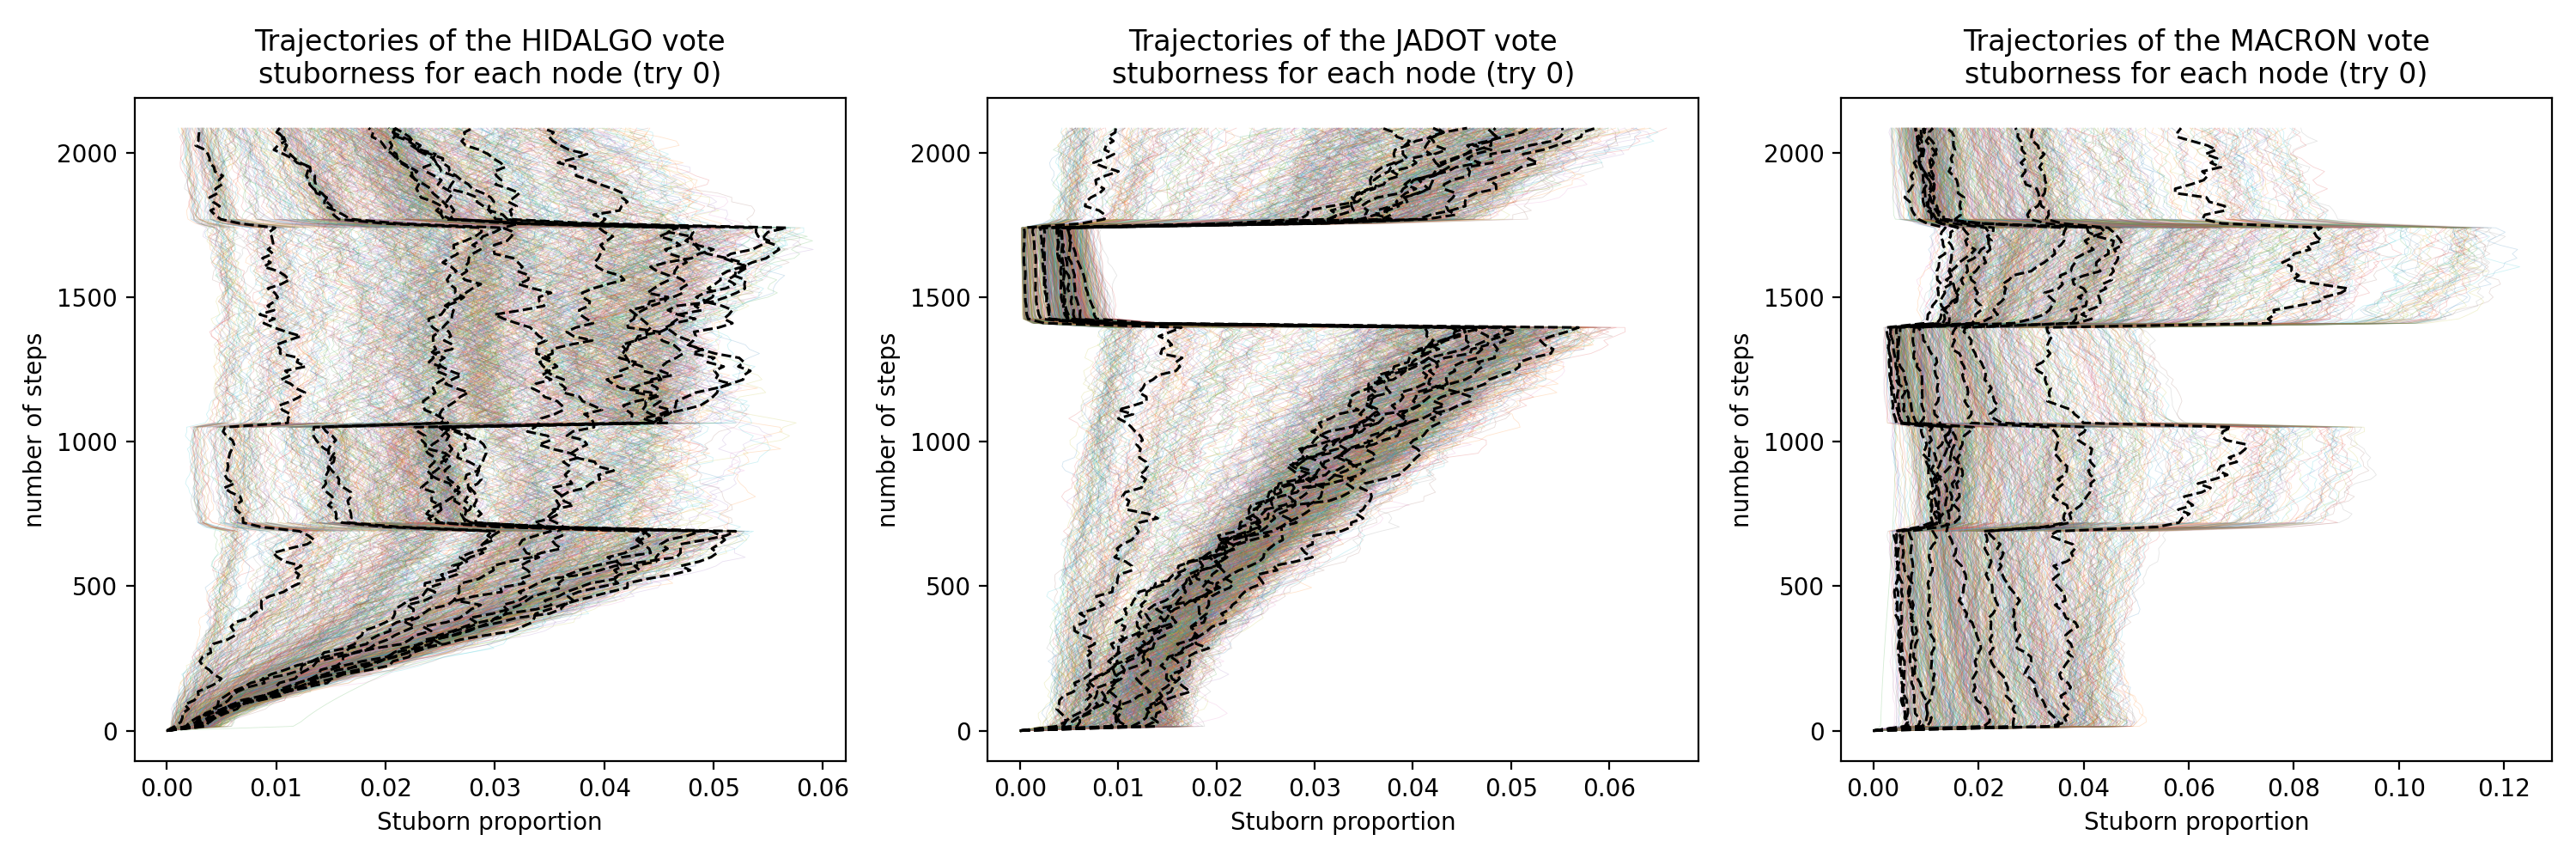 Trajectories of the HIDALGO vote
stuborness for each node (try 0)
number of steps
2000
1500
1000
500
0
0.00 0.01 0.02 0.03 0.04 0.05 0.06
Stuborn proportion
Trajectories of the JADOT vote
stuborness for each node (try 0)
number of steps
2000
1500
1000
500
0
0.00 0.01 0.02 0.03 0.04 0.05 0.06
Stuborn proportion
Trajectories of the MACRON vote
stuborness for each node (try 0)
number of steps
2000
1500
1000
500
0
0.00 0.02 0.04 0.06 0.08 0.10 0.12
Stuborn proportion